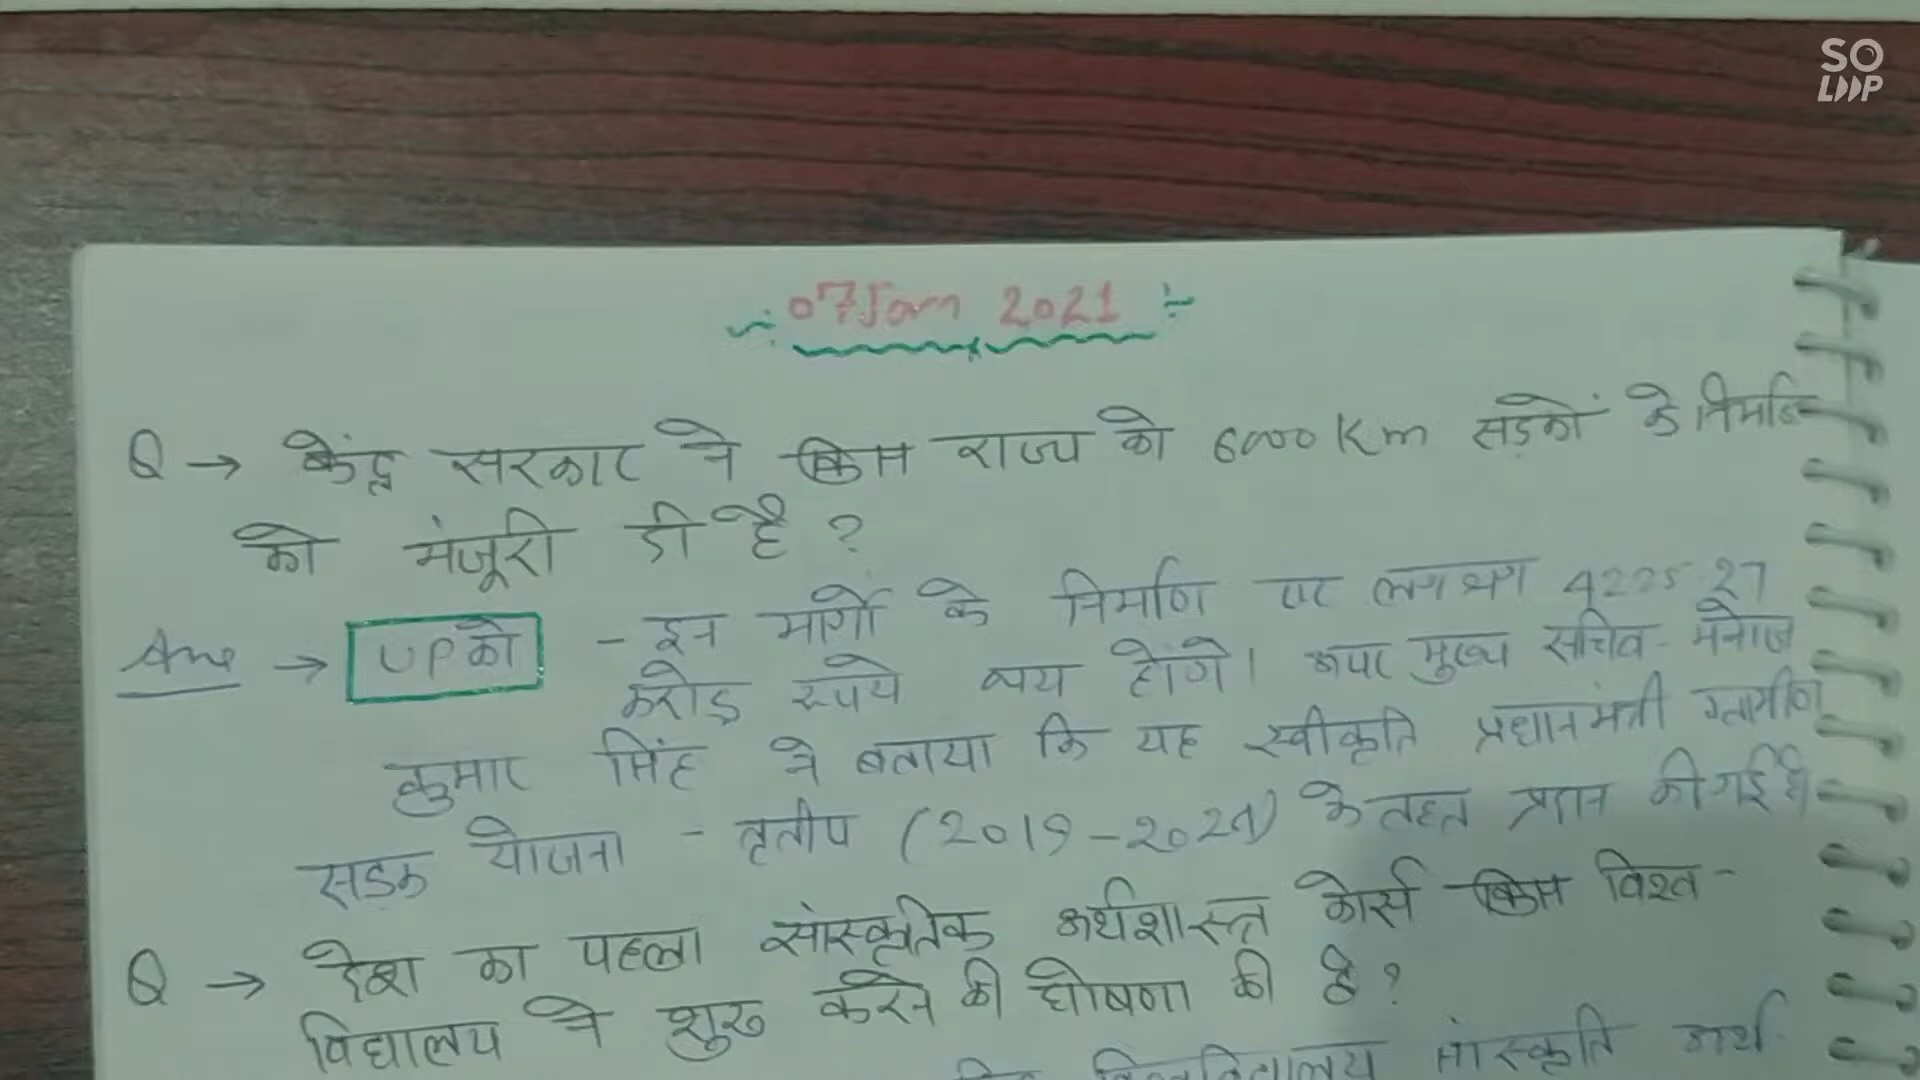 SO
LOOP
07 Jan 2021
Q → केंद्र सरकार ने किस राज्य को 6000 Km सड़कों के निर्माण
को मंजूरी दी है ?
Ans → UP को - इन मार्गों के निर्माण पर लगभग 4225.27
करोड़ रुपये व्यय होंगे। अपर मुख्य सचिव - मनोज
कुमार सिंह ने बताया कि यह स्वीकृति प्रधानमंत्री ग्रामीण
सडक योजना - तृतीय (2019-2021) के तहत प्रदान की गई है
Q → देश का पहला सांस्कृतिक अर्थशास्त्र कोर्स किस विश्व-
विद्यालय ने शुरु करने की घोषणा की है ?
विश्वविद्यालय सांस्कृति अर्थ